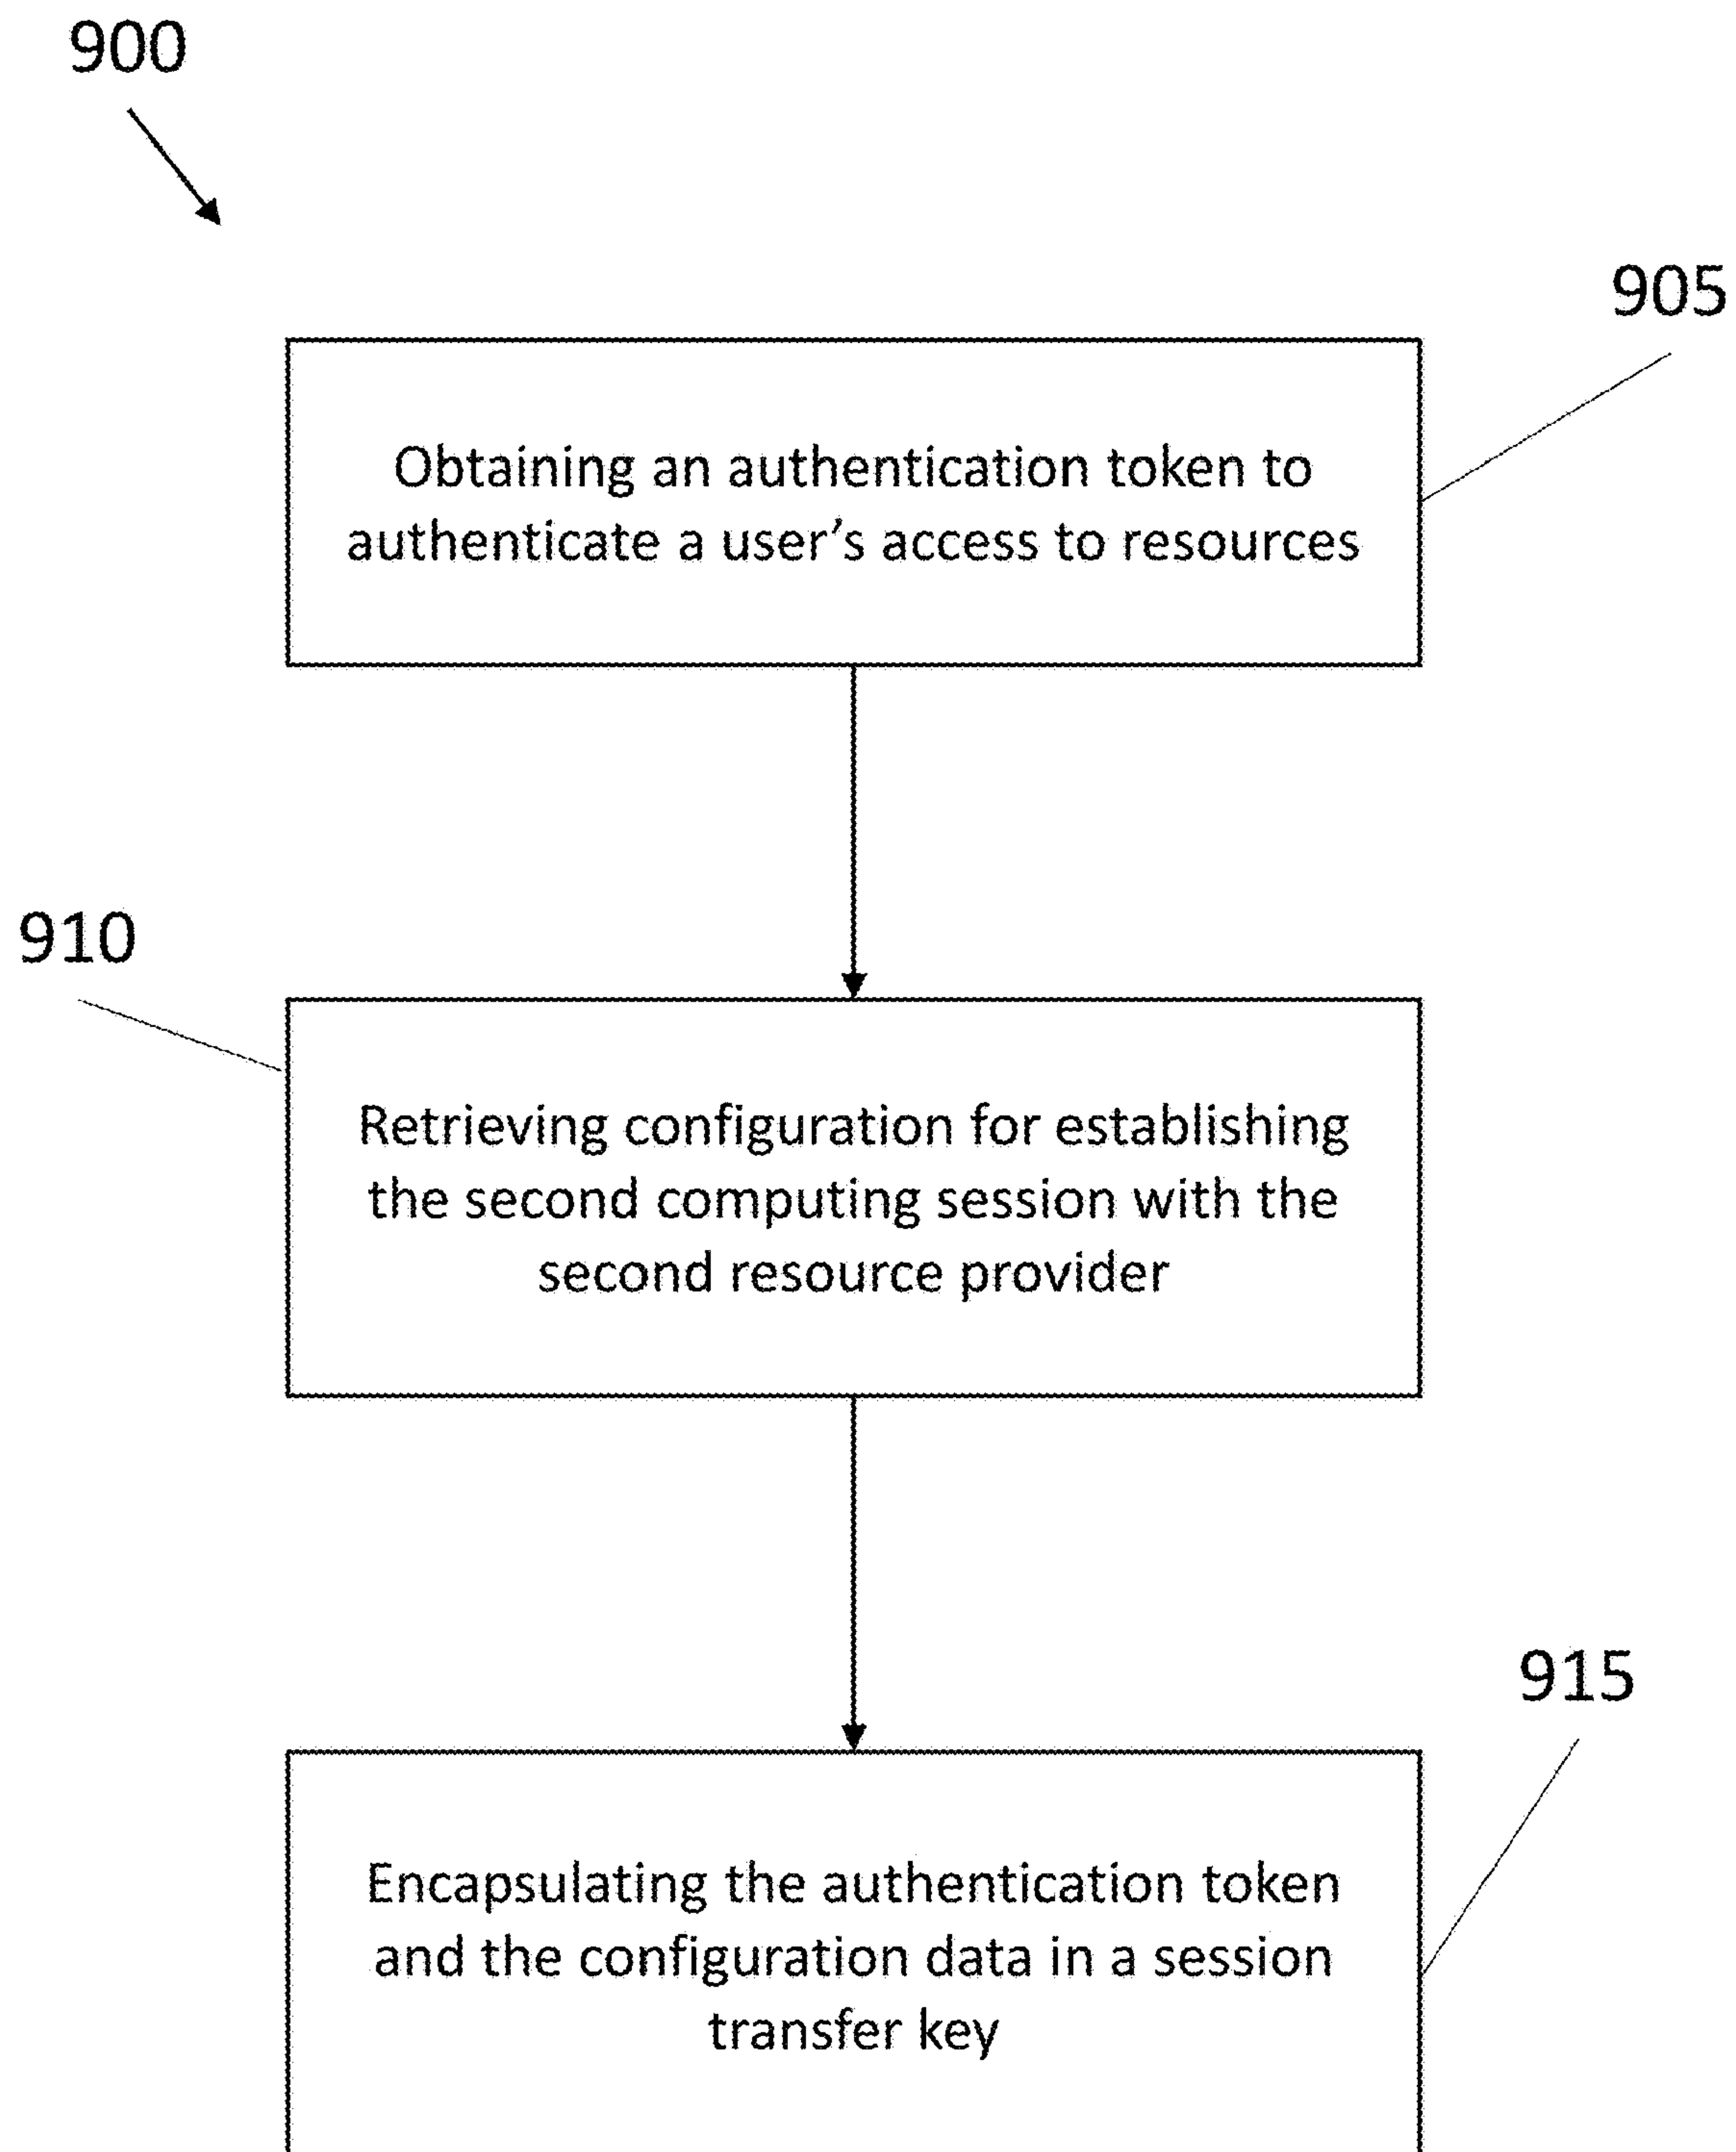 900
905
Obtaining an authentication token to
authenticate a user’s access to resources
910
Retrieving configuration for establishing
the second computing session with the
second resource provider
915
Encapsulating the authentication token
and the configuration data in a session
transfer key